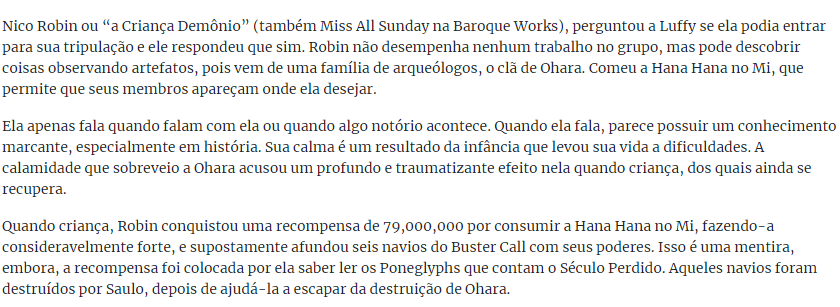 Nico Robin ou “a Criança Demônio” (também Miss All Sunday na Baroque Works), perguntou a Luffy se ela podia entrar
para sua tripulação e ele respondeu que sim. Robin não desempenha nenhum trabalho no grupo, mas pode descobrir
coisas observando artefatos, pois vem de uma família de arqueólogos, o clã de Ohara. Comeu a Hana Hana no Mi, que
permite que seus membros apareçam onde ela desejar.
Ela apenas fala quando falam com ela ou quando algo notório acontece. Quando ela fala, parece possuir um conhecimento
marcante, especialmente em história. Sua calma é um resultado da infância que levou sua vida a dificuldades. A
calamidade que sobreveio a Ohara acusou um profundo e traumatizante efeito nela quando criança, dos quais ainda se
recupera.
Quando criança, Robin conquistou uma recompensa de 79,000,000 por consumir a Hana Hana no Mi, fazendo-a
consideravelmente forte, e supostamente afundou seis navios do Buster Call com seus poderes. Isso é uma mentira,
embora, a recompensa foi colocada por ela saber ler os Poneglyphs que contam o Século Perdido. Aqueles navios foram
destruídos por Saulo, depois de ajudá-la a escapar da destruição de Ohara.